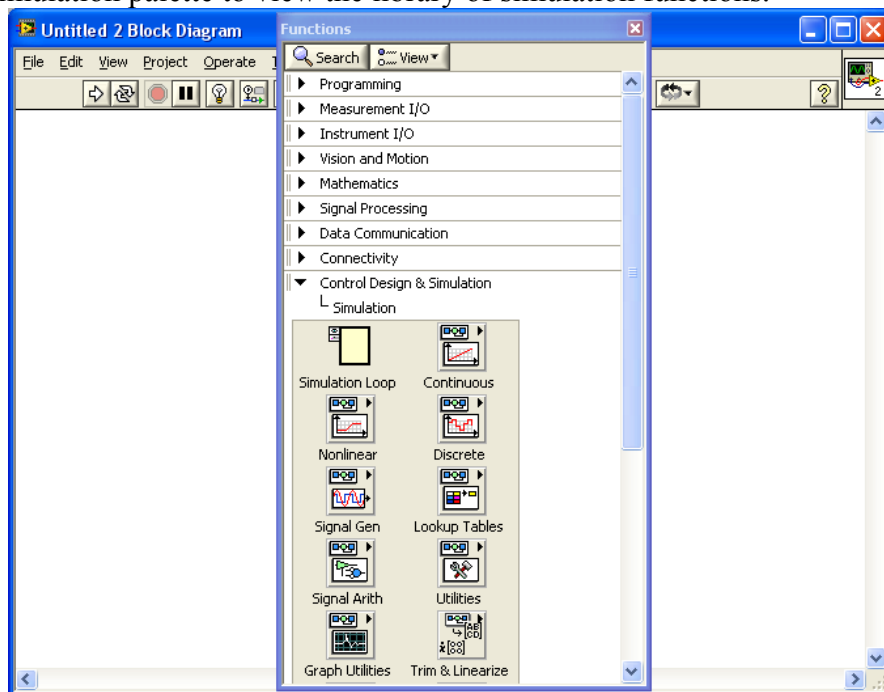 mulation palette to view the library of simulation functions.
Untitled 2 Block Diagram
Functions
File Edit View Project Operate
Search View
Programming
2
Measurement I/O
Instrument I/O
Vision and Motion
Mathematics
Signal Processing
Data Communication
Connectivity
Control Design & Simulation
Simulation
Simulation Loop Continuous
Nonlinear Discrete
Signal Gen Lookup Tables
Signal Arith Utilities
Graph Utilities Trim & Linearize